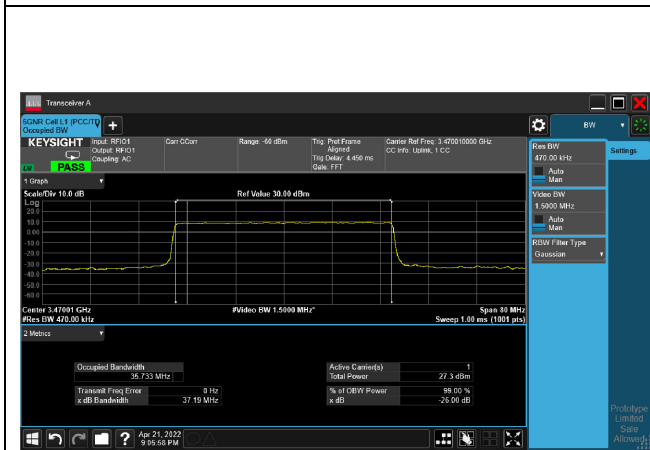 Transceiver A
5GNR Cell L1 (PCC/TD
Occupied BW
KEYSIGHT
PASS
Input: RFIO1
Output: RFIO1
Coupling: AC
Corr CCorr
Range: -60 dBm
Trig: Pret Frame
Aligned
Trig Delay: 4.450 ms
Gate: FFT
Carrier Ref Freq: 3.470010000 GHz
CC Info: Uplink, 1 CC
BW
Res BW
470.00 kHz
Auto
Man
Video BW
1.5000 MHz
Auto
Man
RBW Filter Type
Gaussian
Settings
1 Graph
Scale/Div 10.0 dB
Ref Value 30.00 dBm
Log
20.0
10.0
0.00
-10.0
-20.0
-30.0
-40.0
-50.0
-60.0
Center 3.47001 GHz
#Res BW 470.00 kHz
#Video BW 1.5000 MHz*
Span 80 MHz
Sweep 1.00 ms (1001 pts)
2 Metrics
Occupied Bandwidth
35.733 MHz
Active Carrier(s) 1
Total Power 27.3 dBm
Transmit Freq Error 0 Hz
x dB Bandwidth 37.19 MHz
% of OBW Power 99.00 %
x dB -26.00 dB
Prototype
Limited
Sale
Allowed
?
Apr 21, 2022
9:05:58 PM